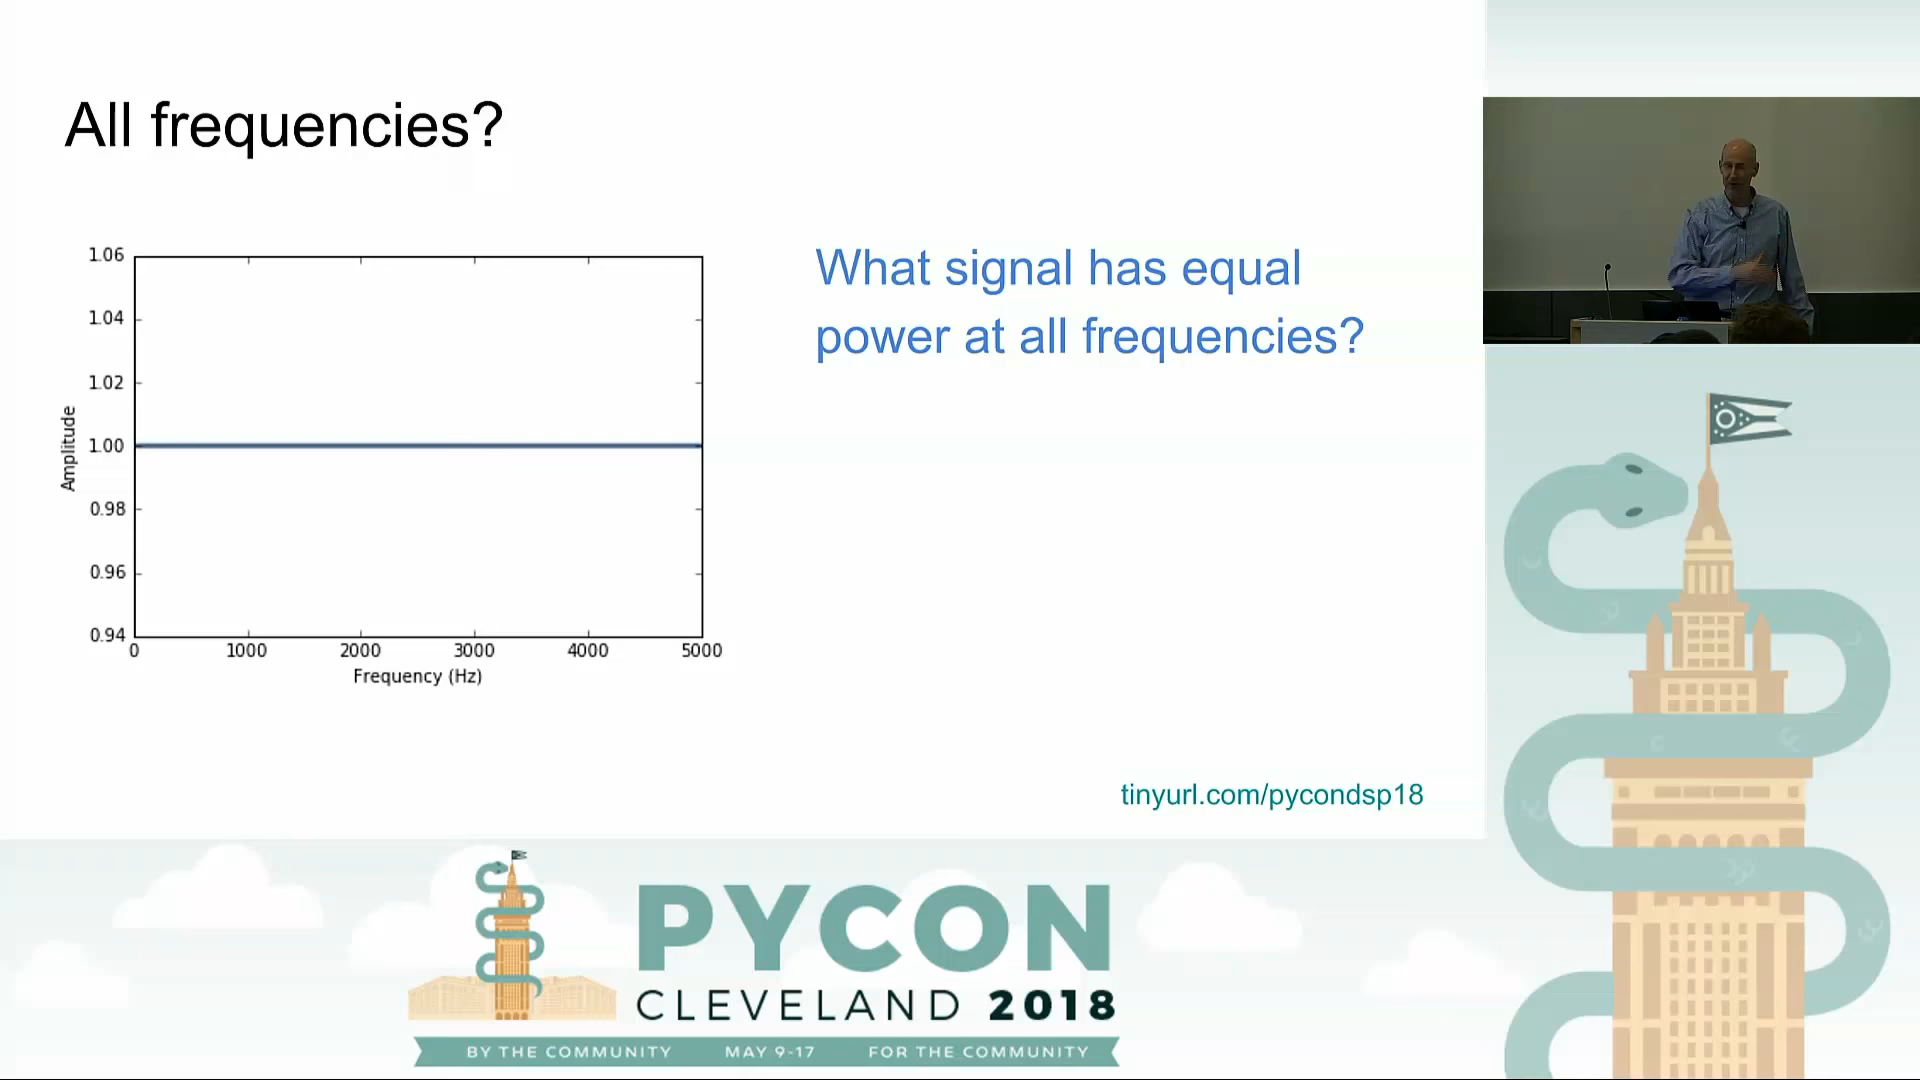 All frequencies?
What signal has equal
power at all frequencies?
1.06
1.04
1.02
1.00
0.98
0.96
0.94
Amplitude
0
1000
2000
3000
4000
5000
Frequency (Hz)
tinyurl.com/pycondsp18
PYCON
CLEVELAND 2018
BY THE COMMUNITY MAY 9-17 FOR THE COMMUNITY